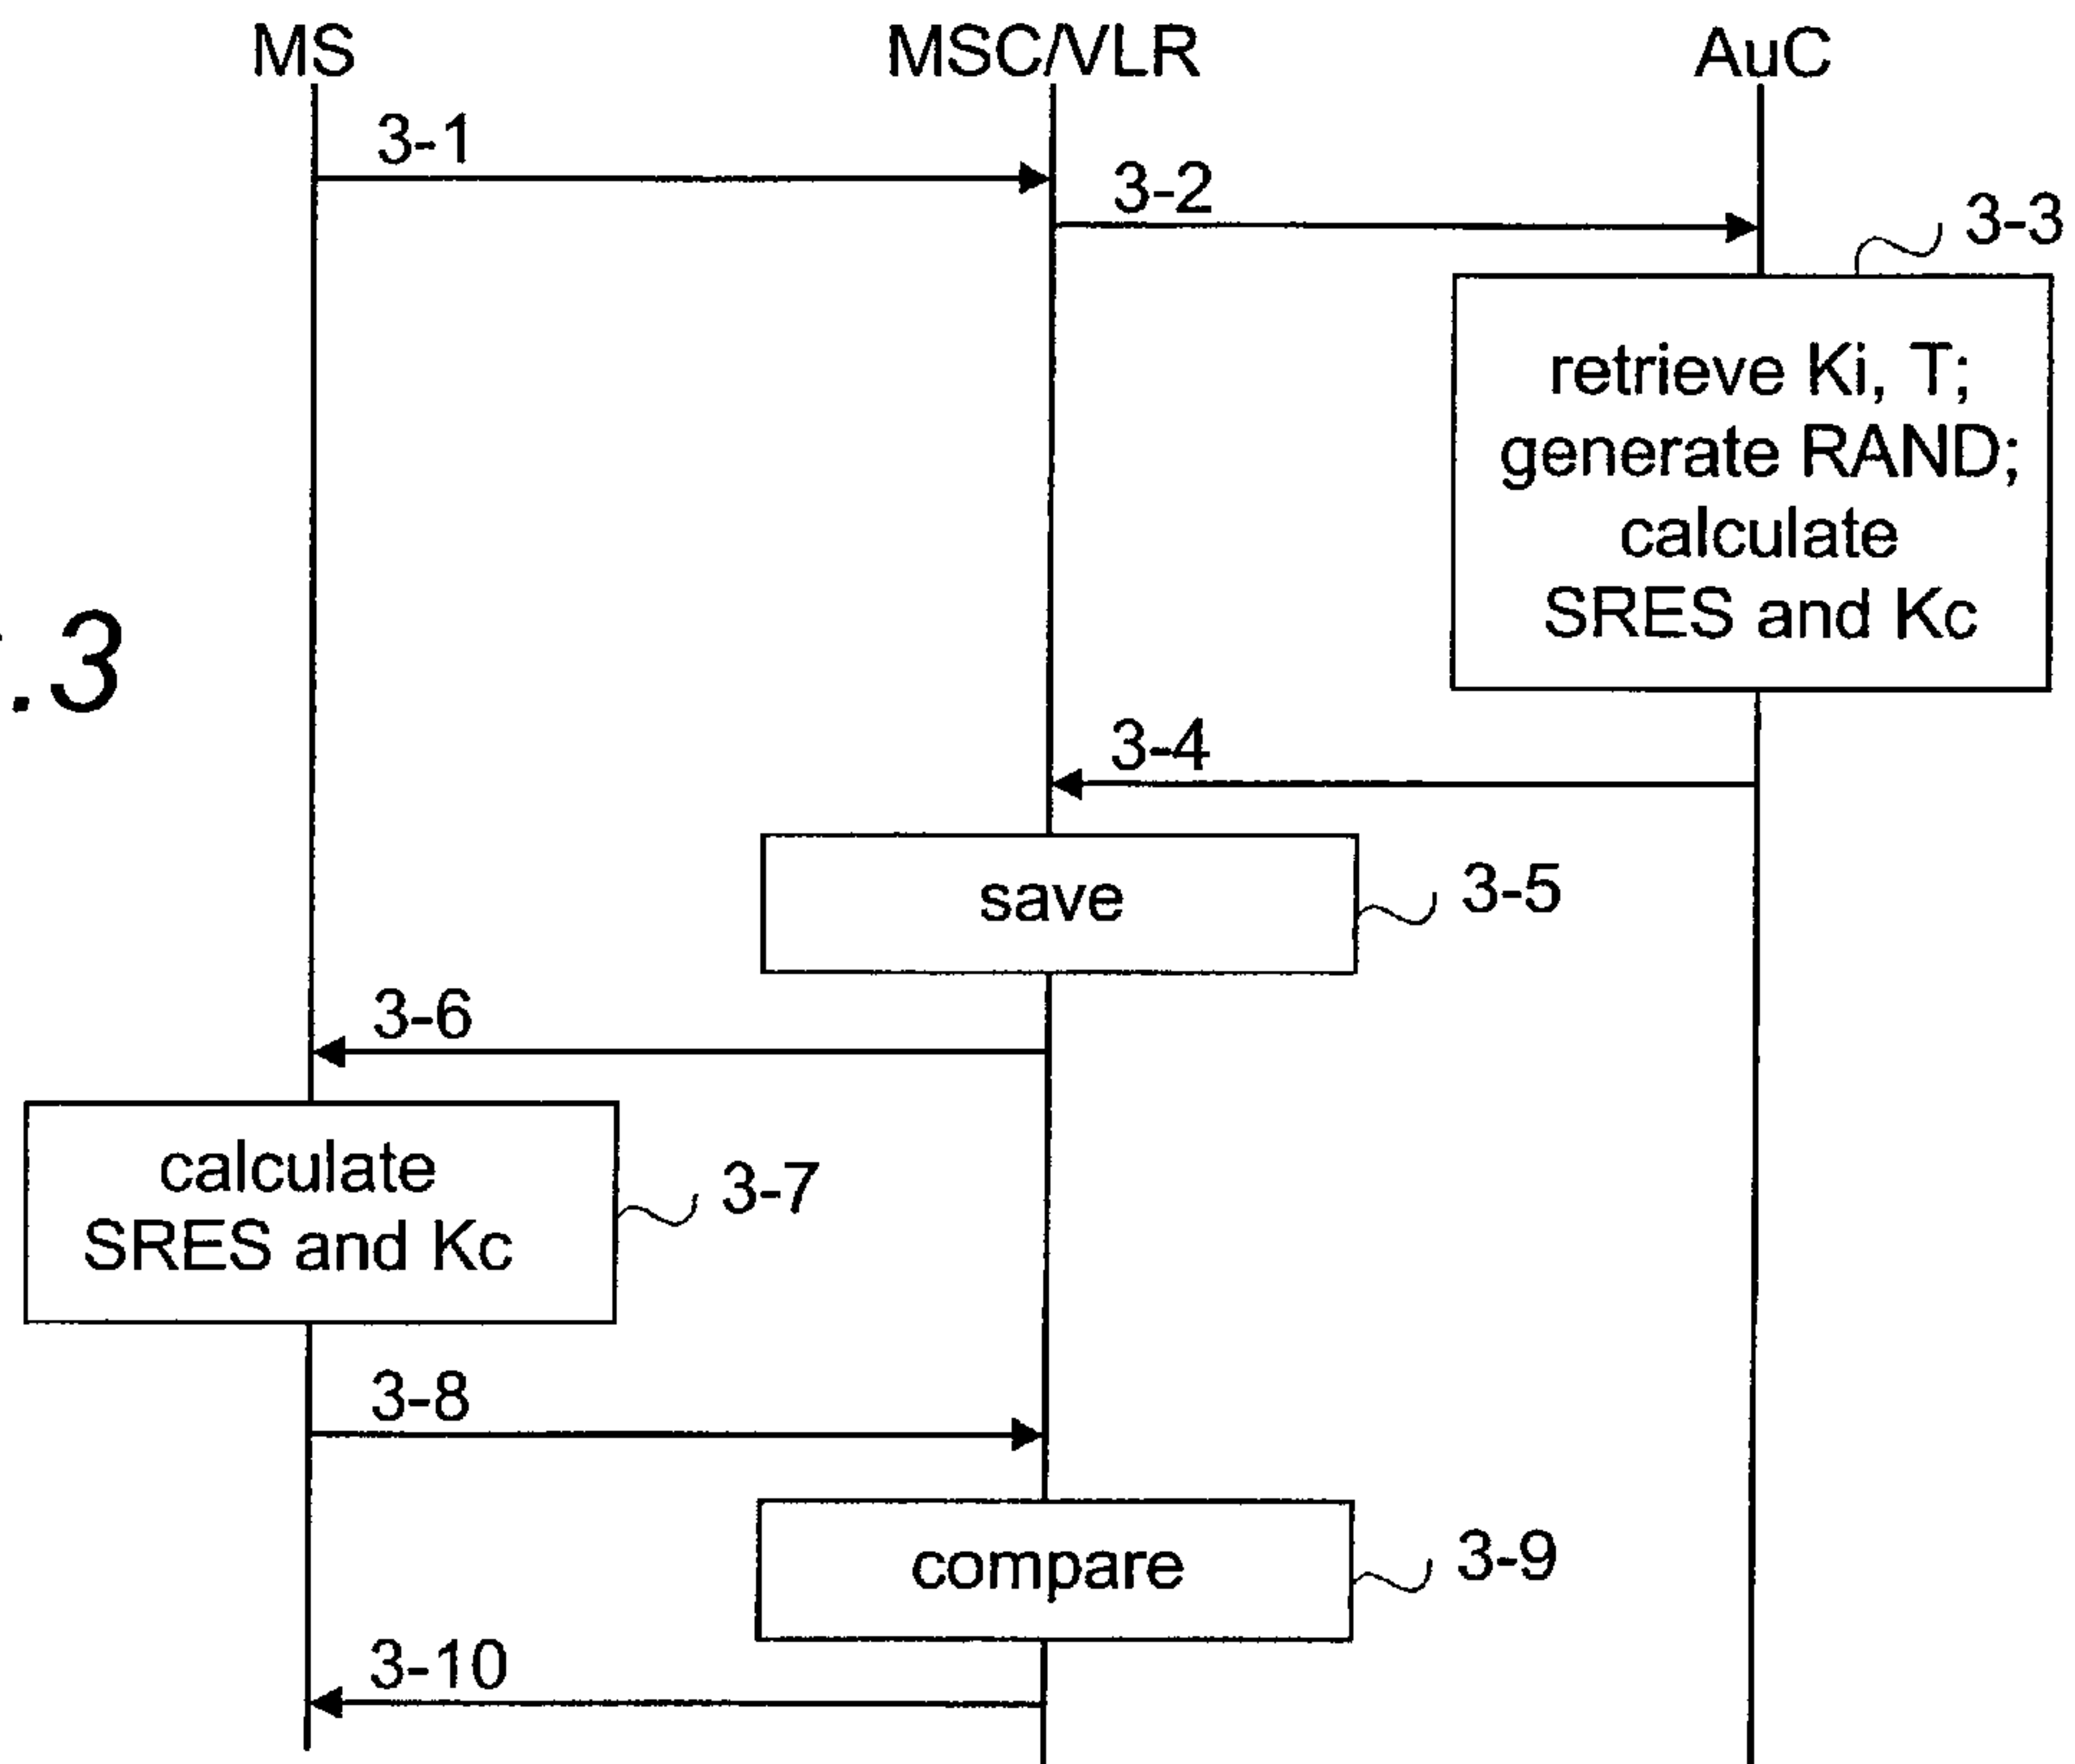 MS
MSC/VLR
AuC
3-1
3-2
3-3
retrieve Ki, T;
generate RAND;
calculate
SRES and Kc
.3
3-4
save
3-5
3-6
calculate
SRES and Kc
3-7
3-8
compare
3-9
3-10